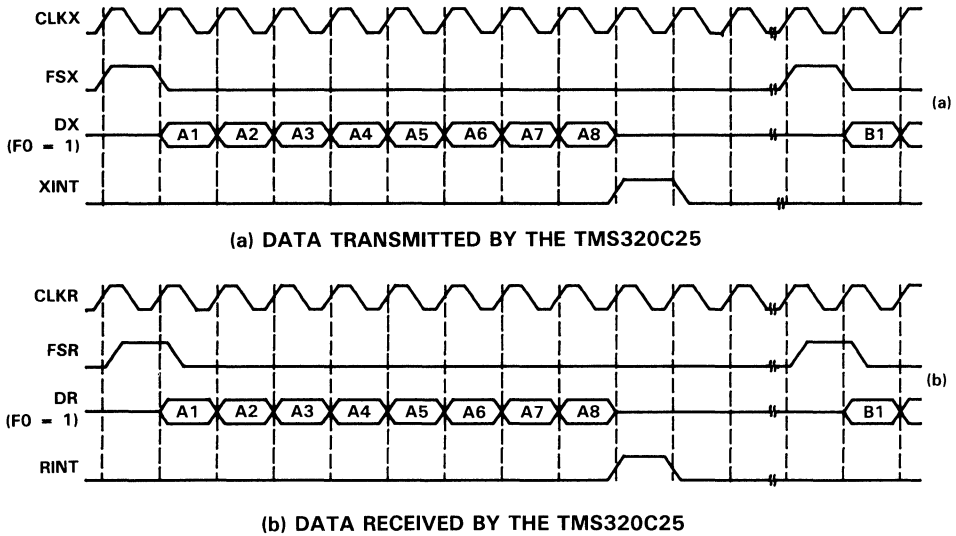 CLKX
FSX
(a)
DX
(FO = 1)
A1 A2 A3 A4 A5 A6 A7 A8 B1
XINT
(a) DATA TRANSMITTED BY THE TMS320C25
CLKR
FSR
(b)
DR
(FO = 1)
A1 A2 A3 A4 A5 A6 A7 A8 B1
RINT
(b) DATA RECEIVED BY THE TMS320C25